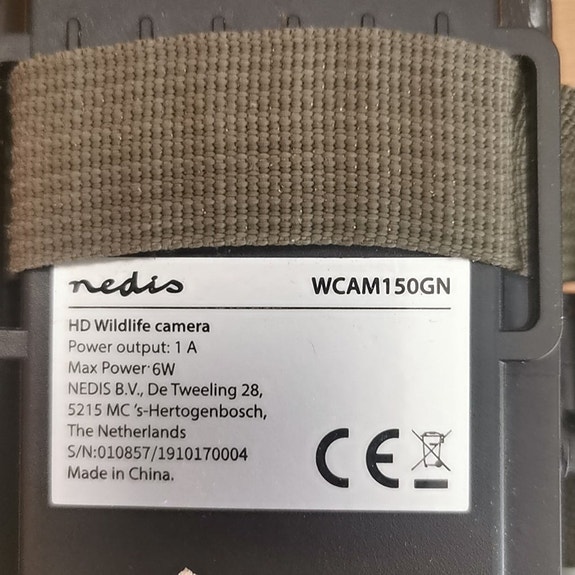 nedis WCAM150GN
HD Wildlife camera
Power output: 1 A
Max Power: 6W
NEDIS B.V., De Tweeling 28,
5215 MC 's-Hertogenbosch,
The Netherlands
S/N:010857/1910170004
Made in China.
CE